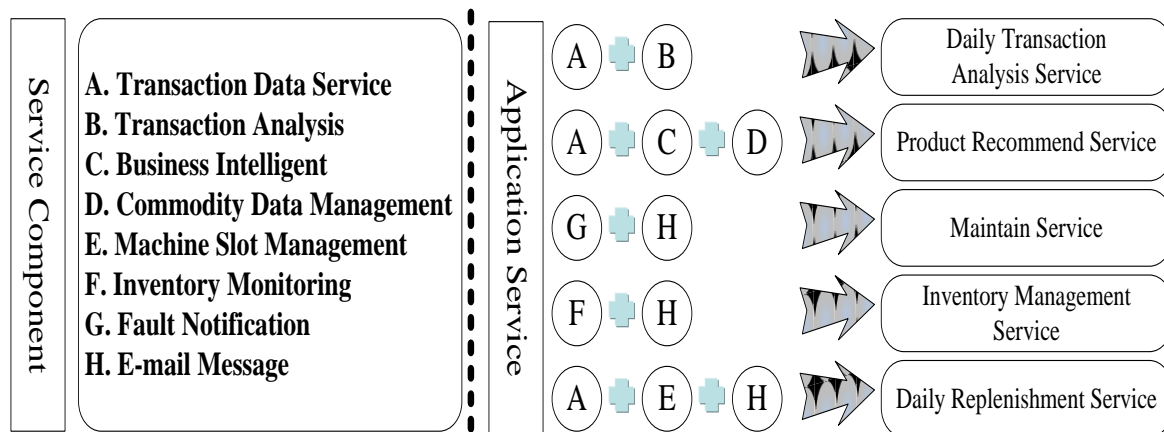 Service Component
A. Transaction Data Service
B. Transaction Analysis
C. Business Intelligent
D. Commodity Data Management
E. Machine Slot Management
F. Inventory Monitoring
G. Fault Notification
H. E-mail Message
Application Service
A B
Daily Transaction
Analysis Service
A C D
Product Recommend Service
G H
Maintain Service
F H
Inventory Management
Service
A E H
Daily Replenishment Service